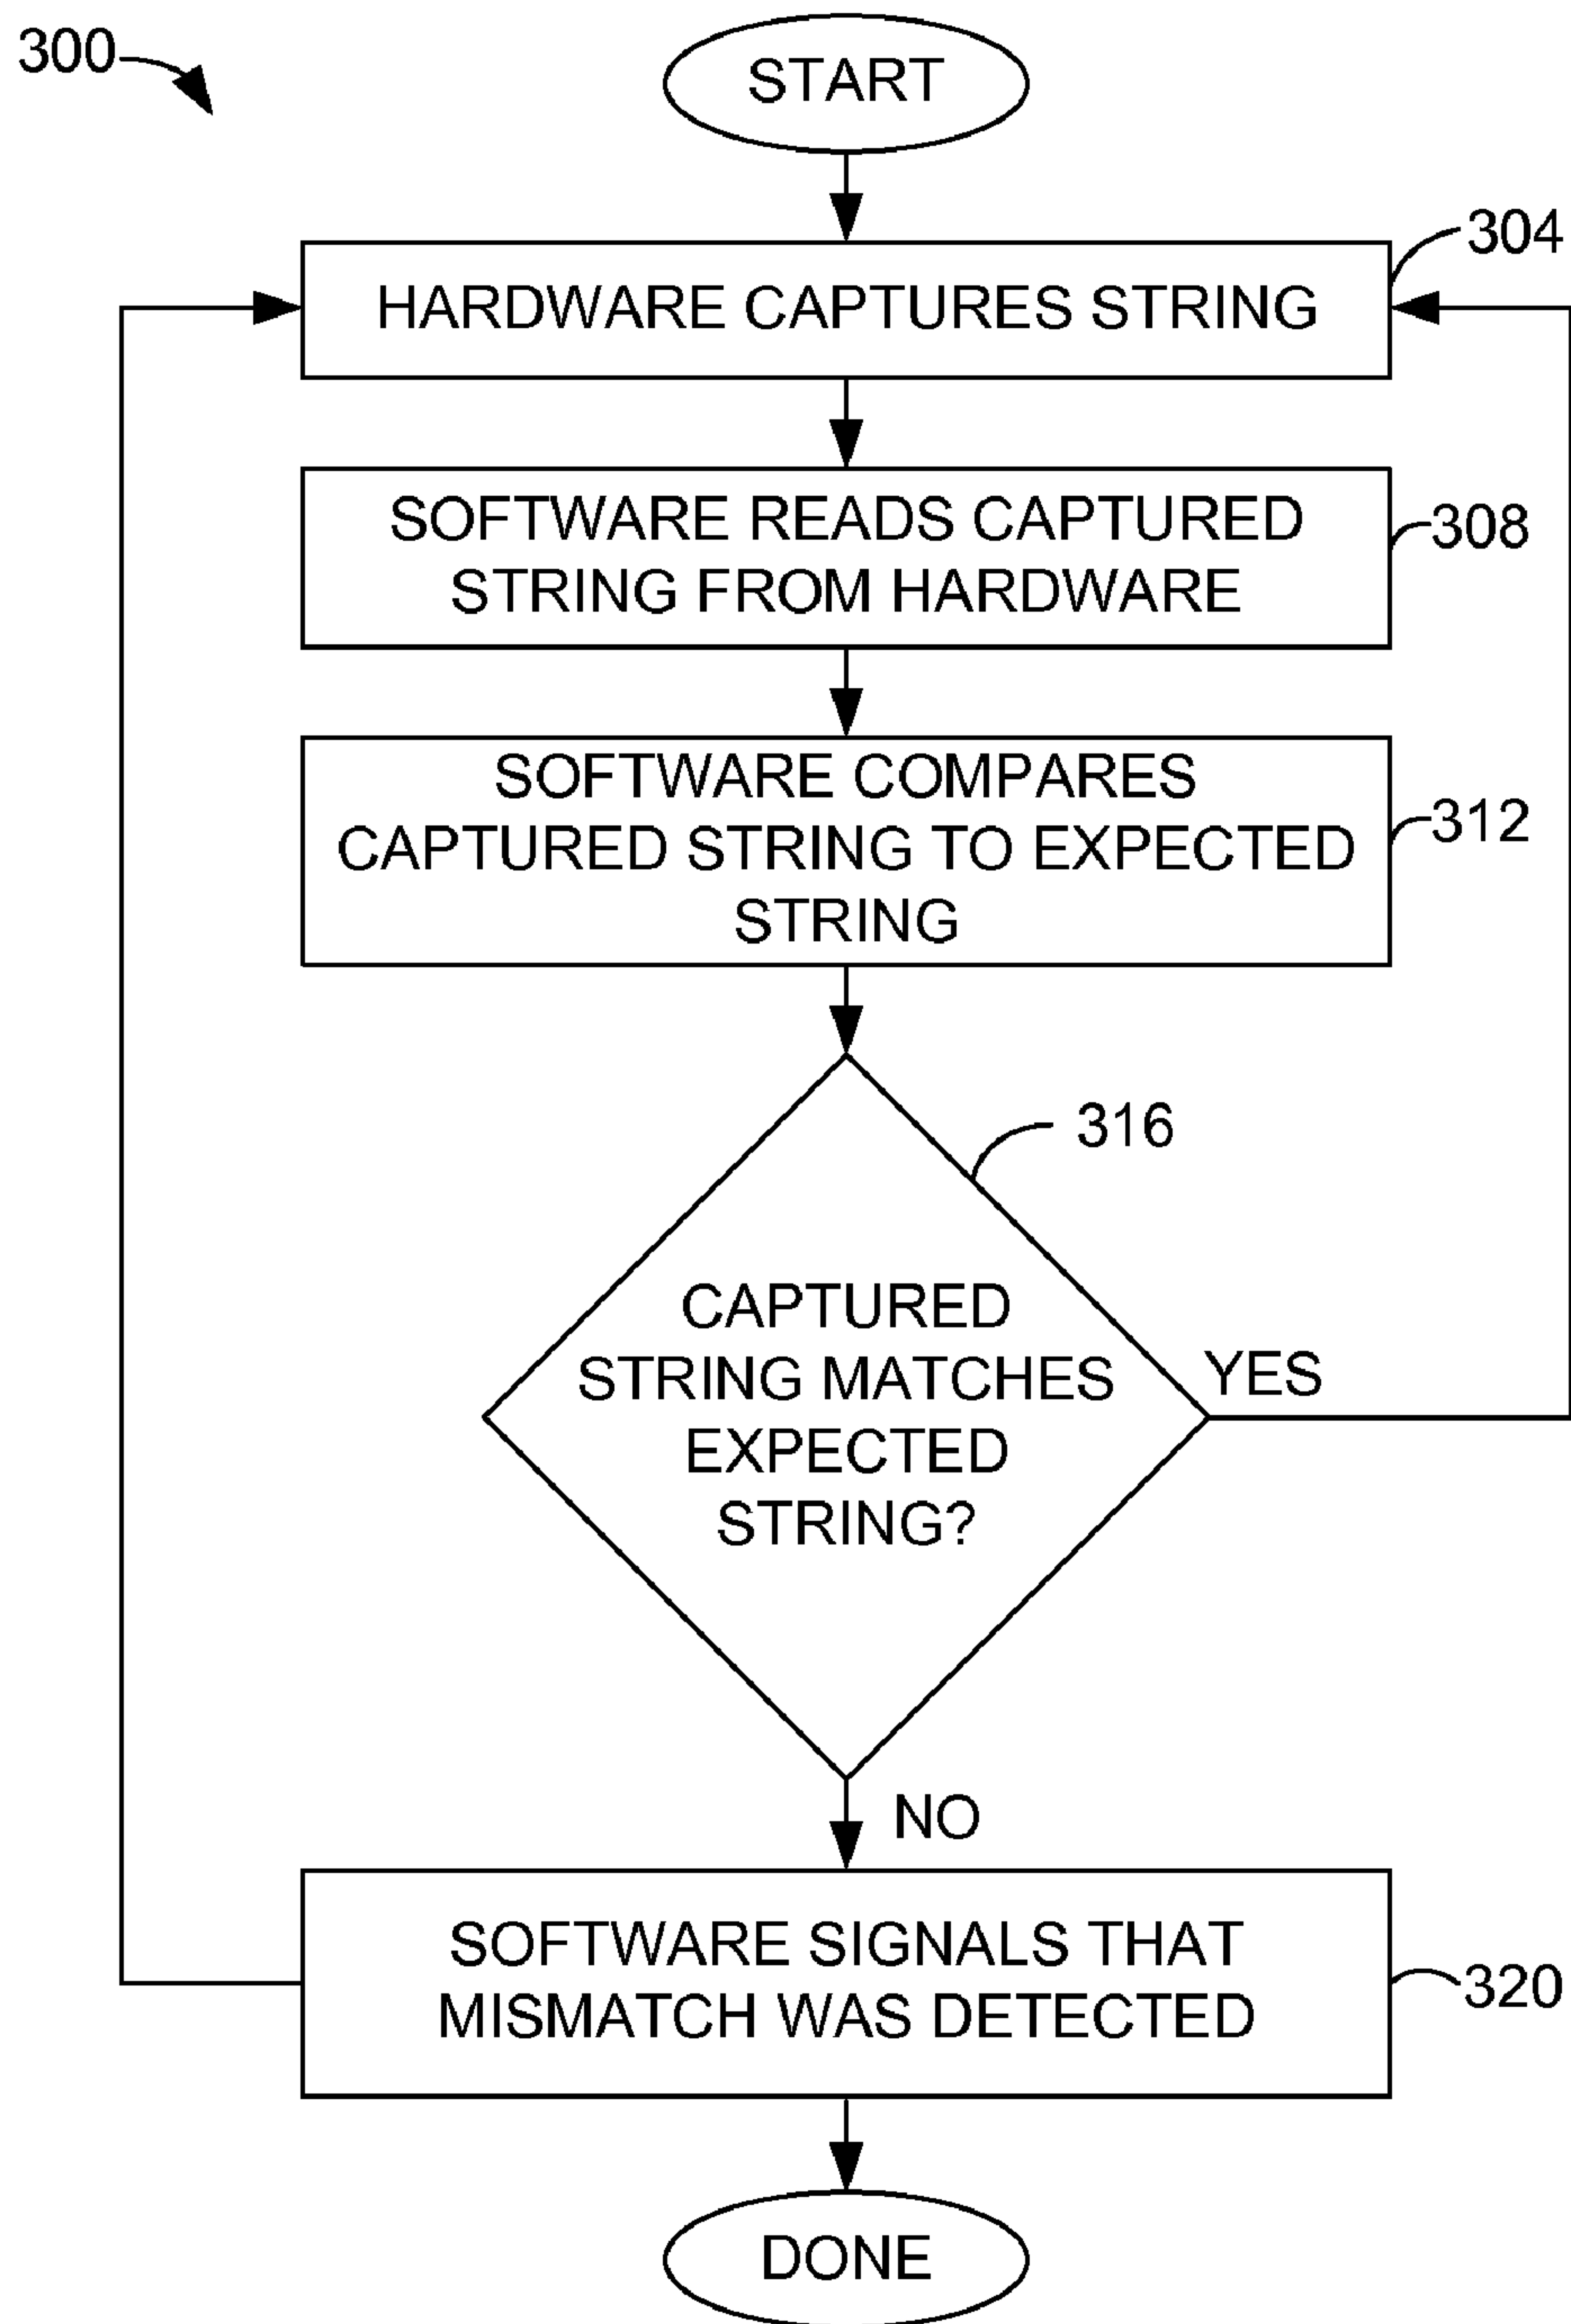 300
START
304
HARDWARE CAPTURES STRING
SOFTWARE READS CAPTURED
STRING FROM HARDWARE
308
SOFTWARE COMPARES
CAPTURED STRING TO EXPECTED
STRING
312
316
CAPTURED
STRING MATCHES
EXPECTED
STRING?
YES
NO
SOFTWARE SIGNALS THAT
MISMATCH WAS DETECTED
320
DONE